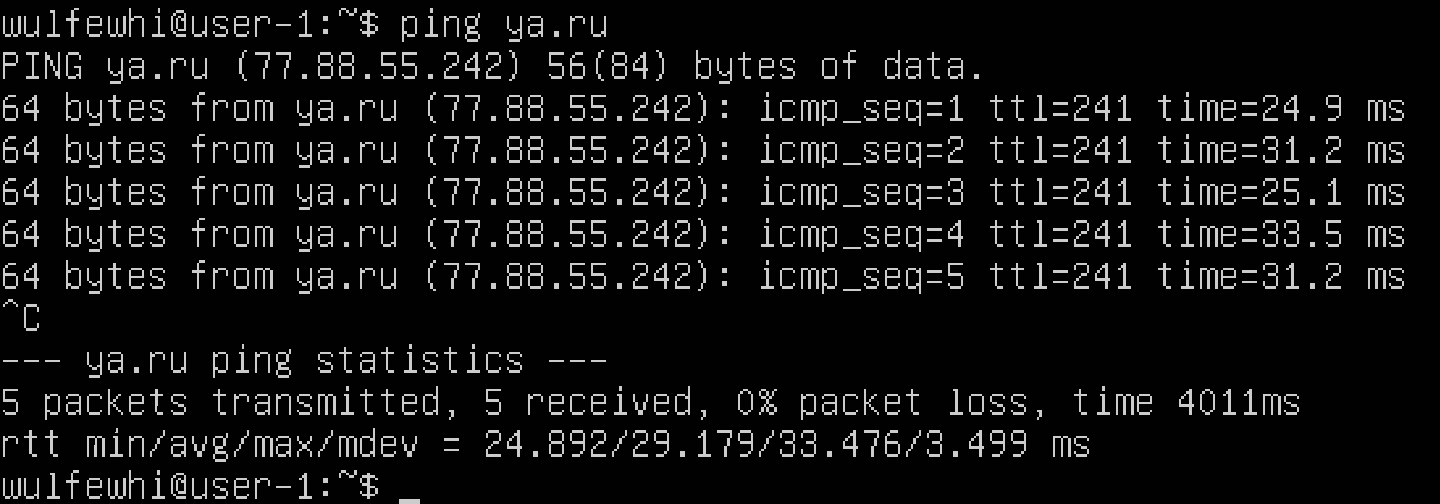 wulfewhi@user-1:~$ ping ya.ru
PING ya.ru (77.88.55.242) 56(84) bytes of data.
64 bytes from ya.ru (77.88.55.242): icmp_seq=1 ttl=241 time=24.9 ms
64 bytes from ya.ru (77.88.55.242): icmp_seq=2 ttl=241 time=31.2 ms
64 bytes from ya.ru (77.88.55.242): icmp_seq=3 ttl=241 time=25.1 ms
64 bytes from ya.ru (77.88.55.242): icmp_seq=4 ttl=241 time=33.5 ms
64 bytes from ya.ru (77.88.55.242): icmp_seq=5 ttl=241 time=31.2 ms
^C
--- ya.ru ping statistics ---
5 packets transmitted, 5 received, 0% packet loss, time 4011ms
rtt min/avg/max/mdev = 24.892/29.179/33.476/3.499 ms
wulfewhi@user-1:~$ _